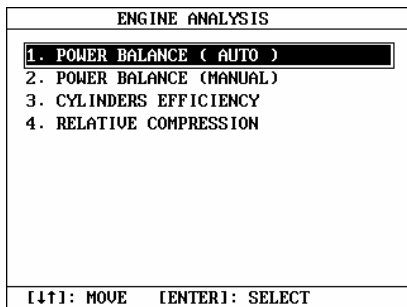 ENGINE ANALYSIS
1. POWER BALANCE ( AUTO )
2. POWER BALANCE (MANUAL)
3. CYLINDERS EFFICIENCY
4. RELATIVE COMPRESSION
[↓↑]: MOVE [ENTER]: SELECT